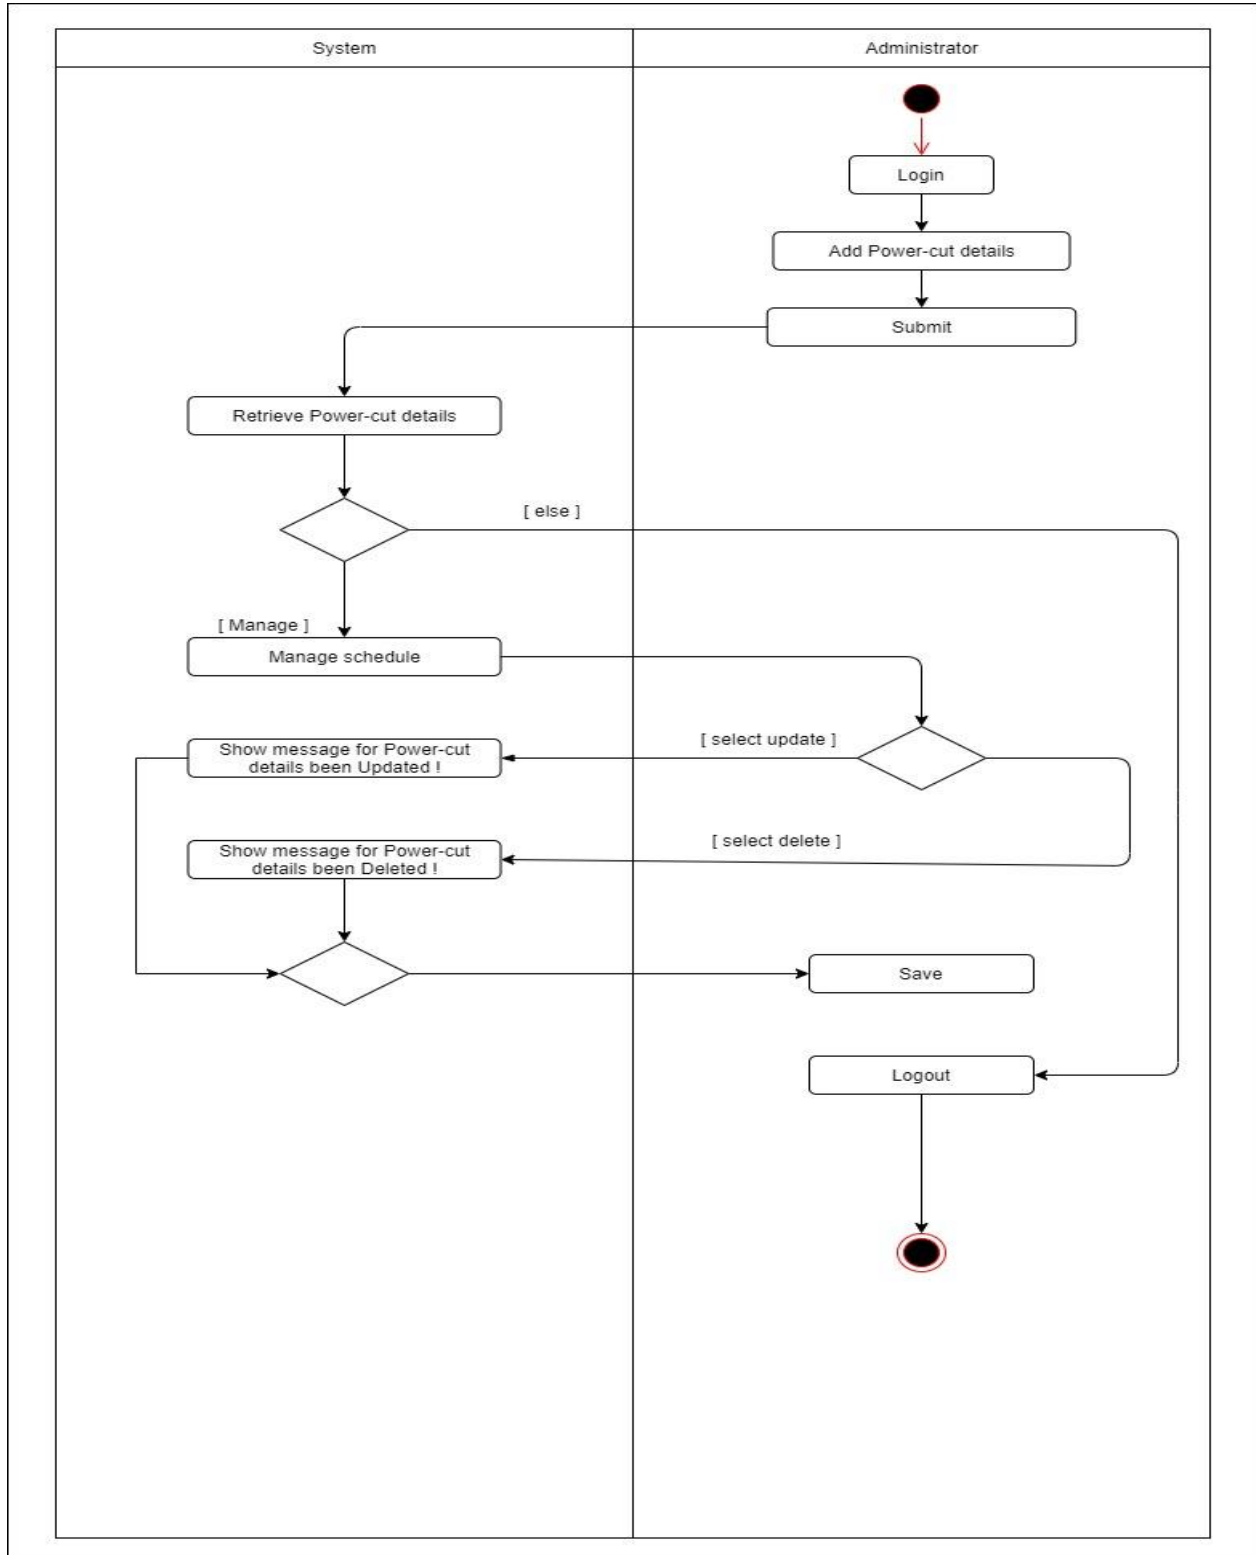 System
Administrator
Login
Add Power-cut details
Submit
Retrieve Power-cut details
[ else ]
[ Manage ]
Manage schedule
[ select update ]
Show message for Power-cut
details been Updated !
[ select delete ]
Show message for Power-cut
details been Deleted !
Save
Logout